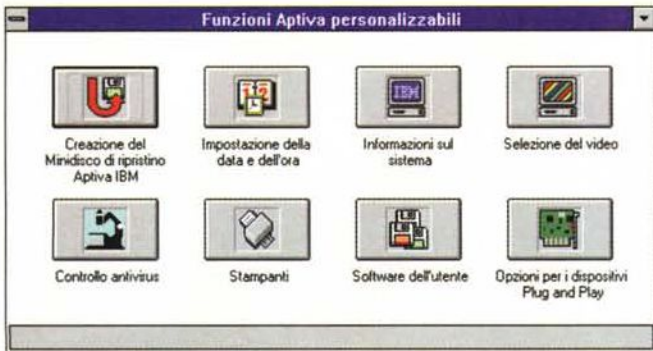 Funzioni Aptiva personalizzabili
IBM
Creazione del
Minidisco di ripristino
Aptiva IBM
Impostazione della
data e dell'ora
Informazioni sul
sistema
Selezione del video
Controllo antivirus
Stampanti
Software dell'utente
Opzioni per i dispositivi
Plug and Play